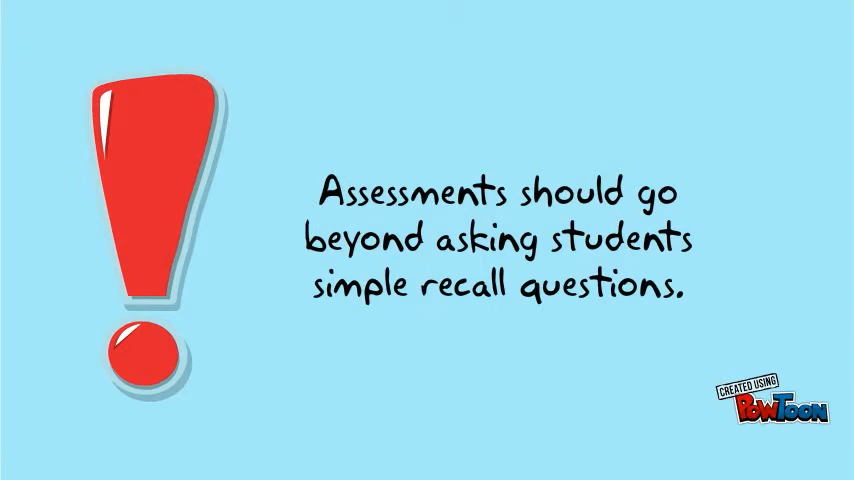 Assessments should go
beyond asking students
simple recall questions.
CREATED USING
POWTOON